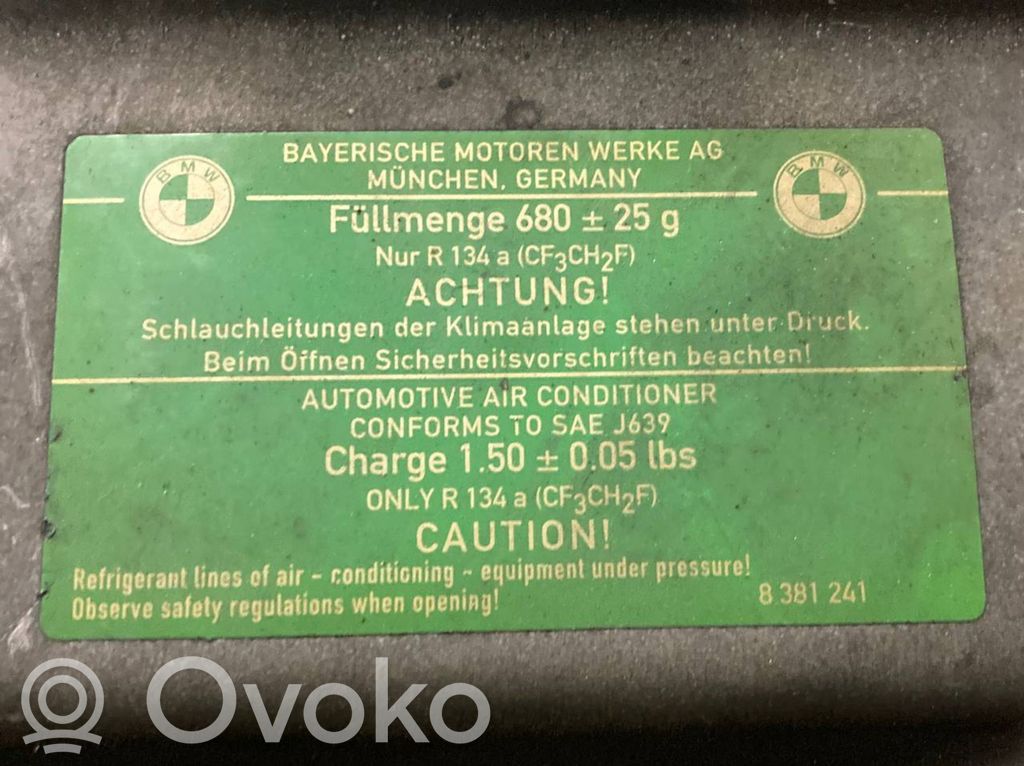 BAYERISCHE MOTOREN WERKE AG
MÜNCHEN, GERMANY
BMW
BMW
Füllmenge 680 ± 25 g
Nur R 134 a (CF₃CH₂F)
ACHTUNG!
Schlauchleitungen der Klimaanlage stehen unter Druck.
Beim Öffnen Sicherheitsvorschriften beachten!
AUTOMOTIVE AIR CONDITIONER
CONFORMS TO SAE J639
Charge 1.50 ± 0.05 lbs
ONLY R 134 a (CF₃CH₂F)
CAUTION!
Refrigerant lines of air - conditioning - equipment under pressure!
Observe safety regulations when opening!
8 381 241
Ovoko